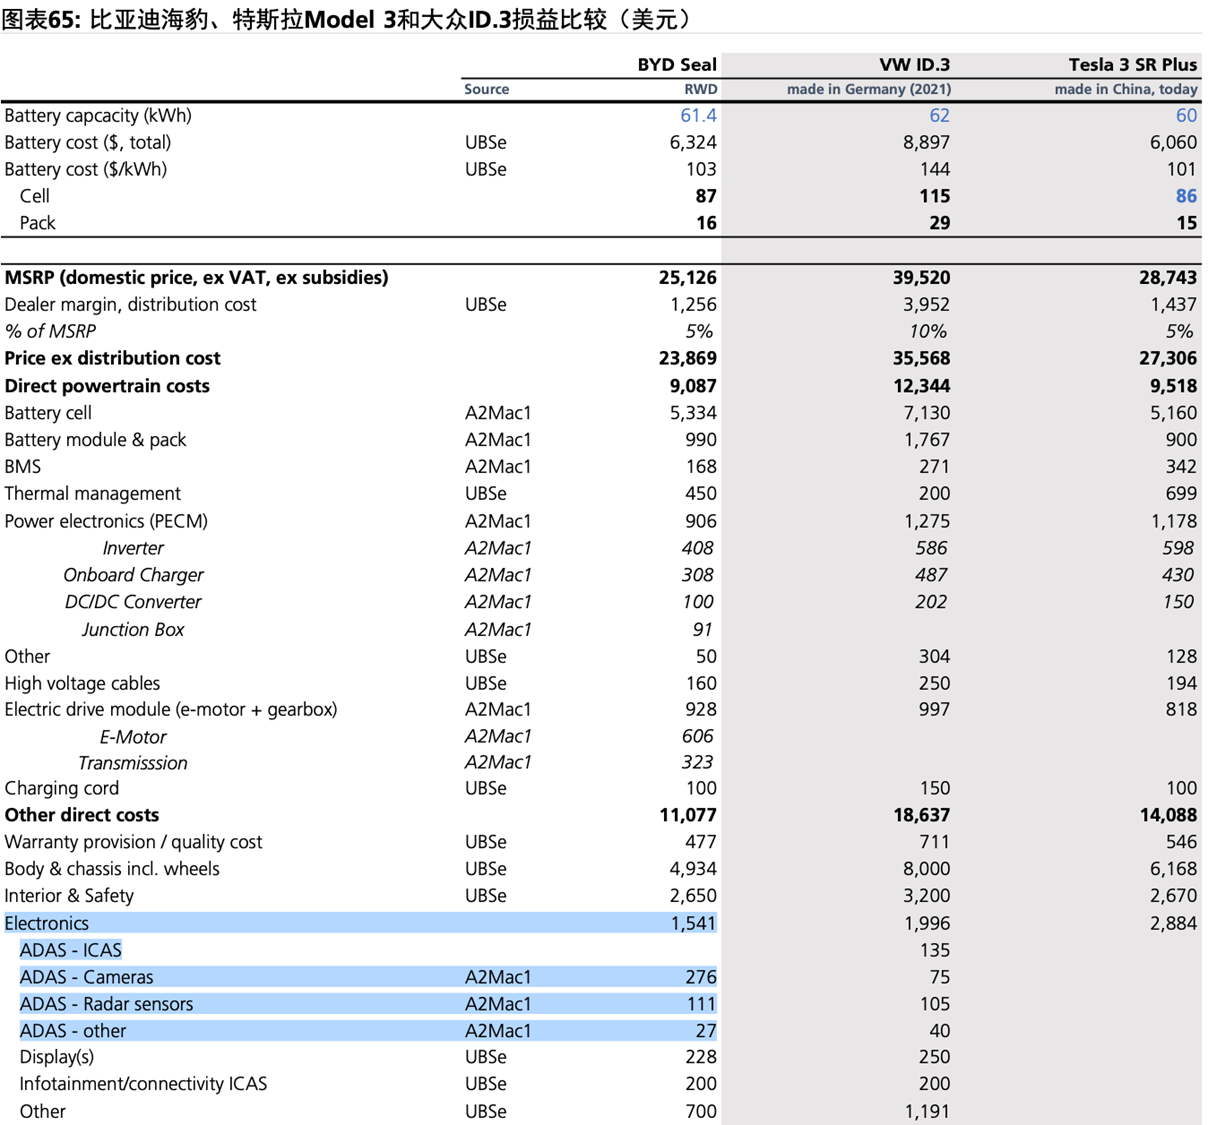 图表65: 比亚迪海豹、特斯拉Model 3和大众ID.3损益比较（美元）
BYD Seal VW ID.3 Tesla 3 SR Plus
Source RWD made in Germany (2021) made in China, today
Battery capcacity (kWh) 61.4 62 60
Battery cost ($, total) UBSe 6,324 8,897 6,060
Battery cost ($/kWh) UBSe 103 144 101
Cell 87 115 86
Pack 16 29 15
MSRP (domestic price, ex VAT, ex subsidies) 25,126 39,520 28,743
Dealer margin, distribution cost UBSe 1,256 3,952 1,437
% of MSRP 5% 10% 5%
Price ex distribution cost 23,869 35,568 27,306
Direct powertrain costs 9,087 12,344 9,518
Battery cell A2Mac1 5,334 7,130 5,160
Battery module & pack A2Mac1 990 1,767 900
BMS A2Mac1 168 271 342
Thermal management UBSe 450 200 699
Power electronics (PECM) A2Mac1 906 1,275 1,178
Inverter A2Mac1 408 586 598
Onboard Charger A2Mac1 308 487 430
DC/DC Converter A2Mac1 100 202 150
Junction Box A2Mac1 91
Other UBSe 50 304 128
High voltage cables UBSe 160 250 194
Electric drive module (e-motor + gearbox) A2Mac1 928 997 818
E-Motor A2Mac1 606
Transmisssion A2Mac1 323
Charging cord UBSe 100 150 100
Other direct costs 11,077 18,637 14,088
Warranty provision / quality cost UBSe 477 711 546
Body & chassis incl. wheels UBSe 4,934 8,000 6,168
Interior & Safety UBSe 2,650 3,200 2,670
Electronics 1,541 1,996 2,884
ADAS - ICAS 135
ADAS - Cameras A2Mac1 276 75
ADAS - Radar sensors A2Mac1 111 105
ADAS - other A2Mac1 27 40
Display(s) UBSe 228 250
Infotainment/connectivity ICAS UBSe 200 200
Other UBSe 700 1,191